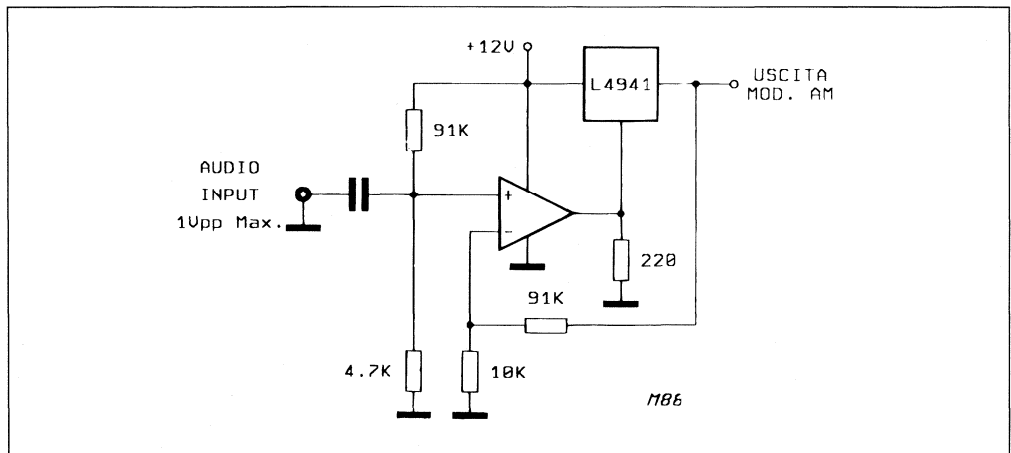 +12V
L4941
USCITA
MOD. AM
91K
AUDIO
INPUT
1Vpp Max.
+
-
220
91K
4.7K
10K
M86